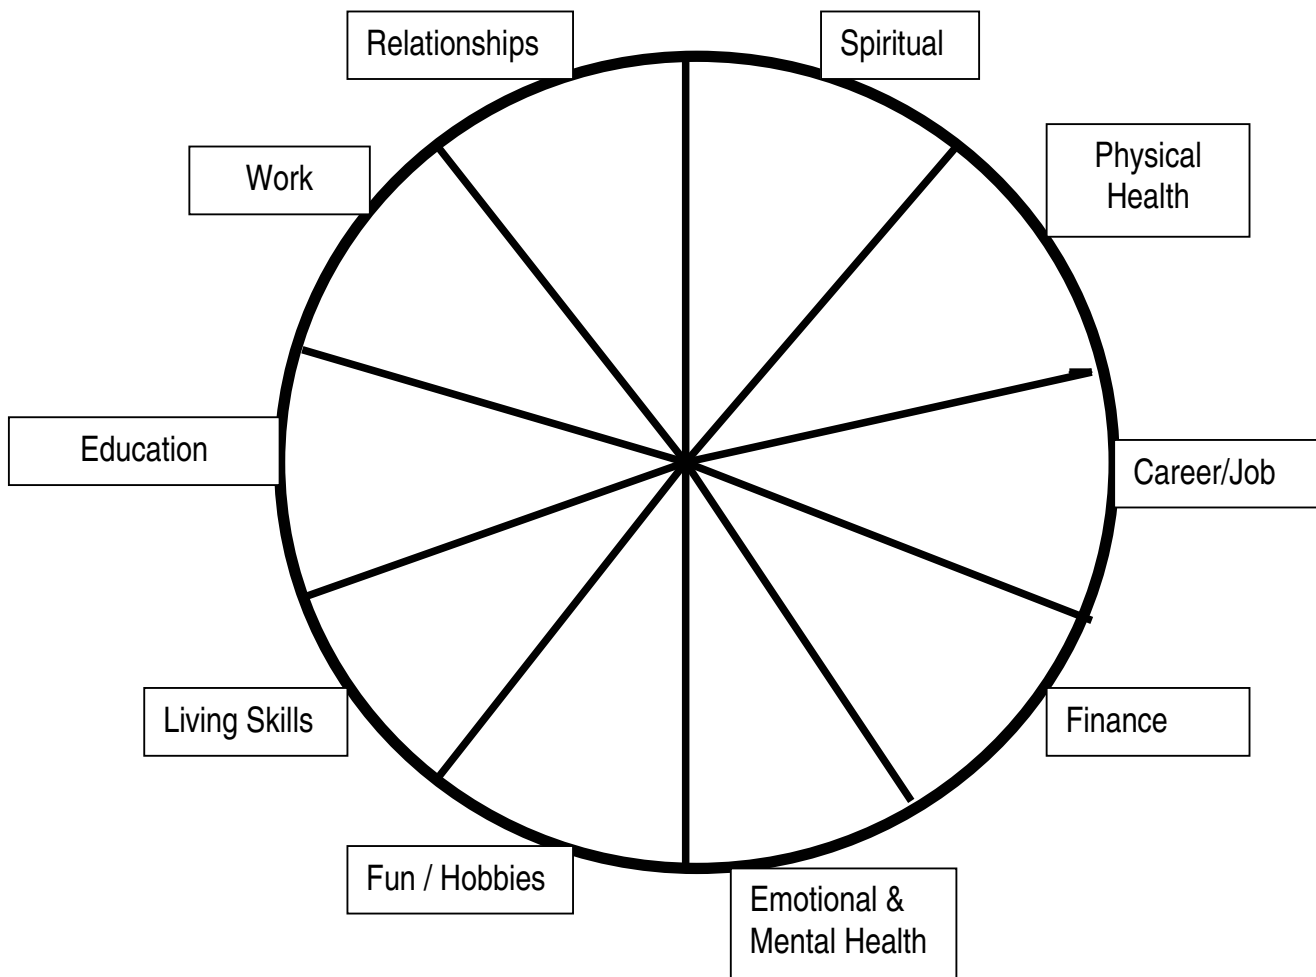 Relationships
Spiritual
Physical
Health
Work
Education
Career/Job
Living Skills
Finance
Fun / Hobbies
Emotional &
Mental Health